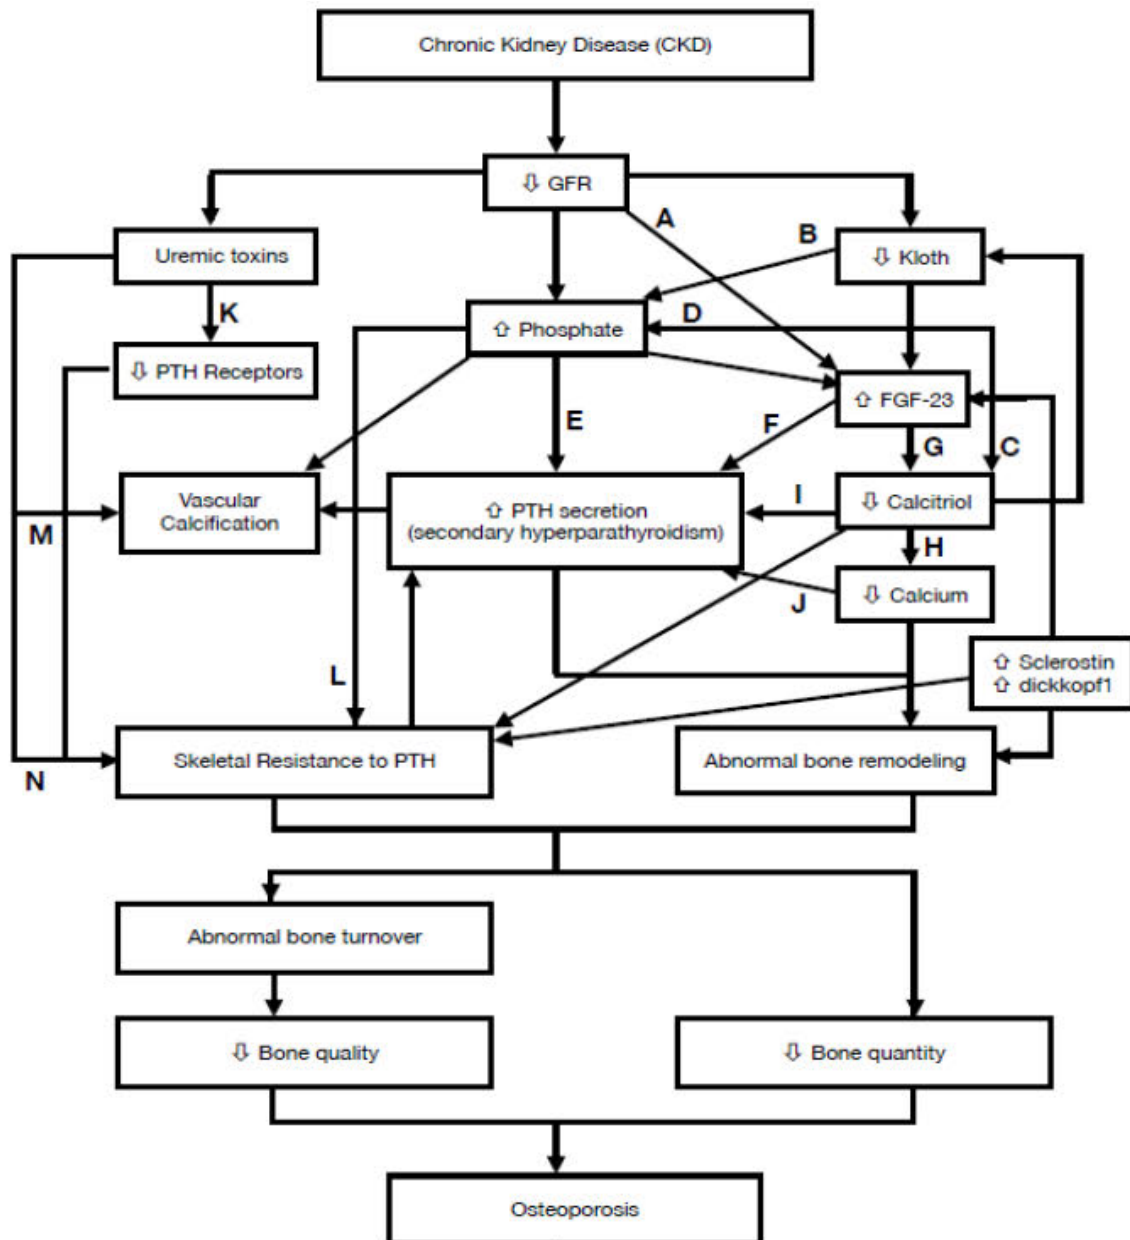 Chronic Kidney Disease (CKD)
⇩ GFR
A
B
Uremic toxins
⇩ Kloth
K
⇧ Phosphate
D
⇩ PTH Receptors
⇧ FGF-23
E
F
G
C
Vascular
Calcification
⇧ PTH secretion
(secondary hyperparathyroidism)
I
⇩ Calcitriol
M
H
J
⇩ Calcium
L
⇧ Sclerostin
⇧ dickkopf1
Skeletal Resistance to PTH
Abnormal bone remodeling
N
Abnormal bone turnover
⇩ Bone quality
⇩ Bone quantity
Osteoporosis